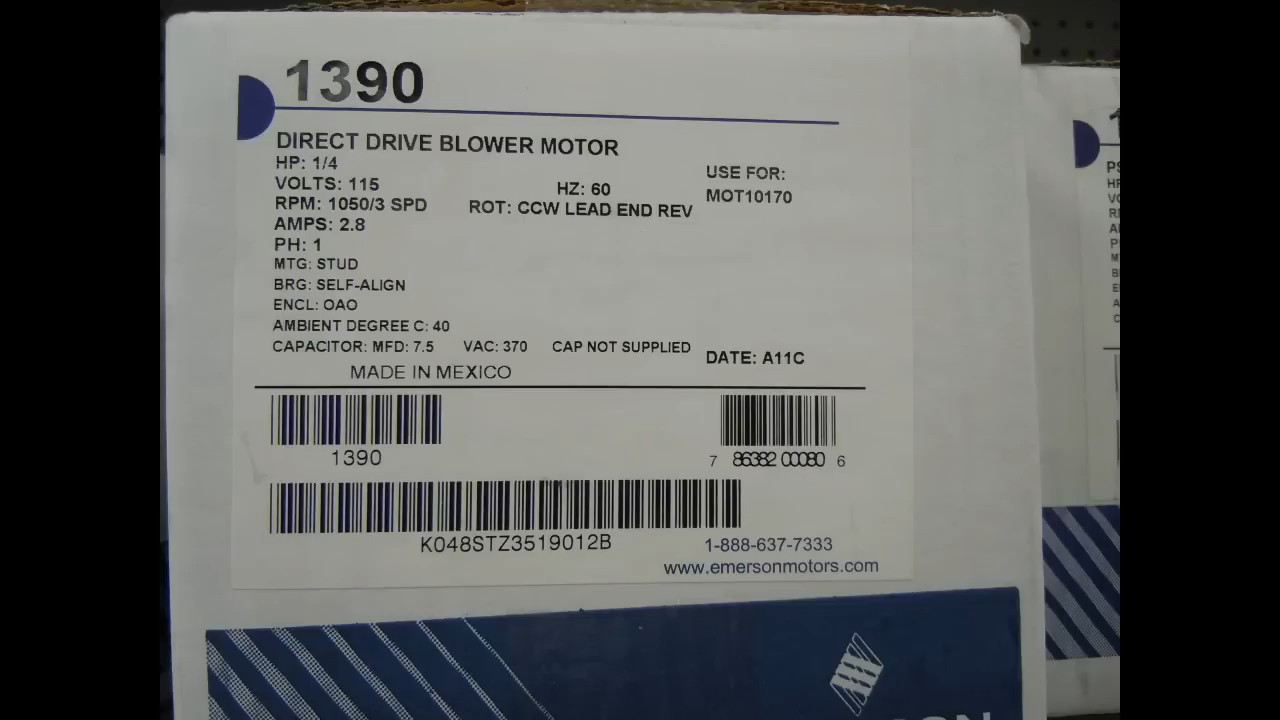 1390
DIRECT DRIVE BLOWER MOTOR
HP: 1/4
VOLTS: 115
HZ: 60
RPM: 1050/3 SPD
ROT: CCW LEAD END REV
AMPS: 2.8
PH: 1
MTG: STUD
BRG: SELF-ALIGN
ENCL: OAO
AMBIENT DEGREE C: 40
CAPACITOR: MFD: 7.5 VAC: 370 CAP NOT SUPPLIED
USE FOR:
MOT10170
DATE: A11C
MADE IN MEXICO
1390
7 86382 00080 6
K048STZ3519012B
1-888-637-7333
www.emersonmotors.com